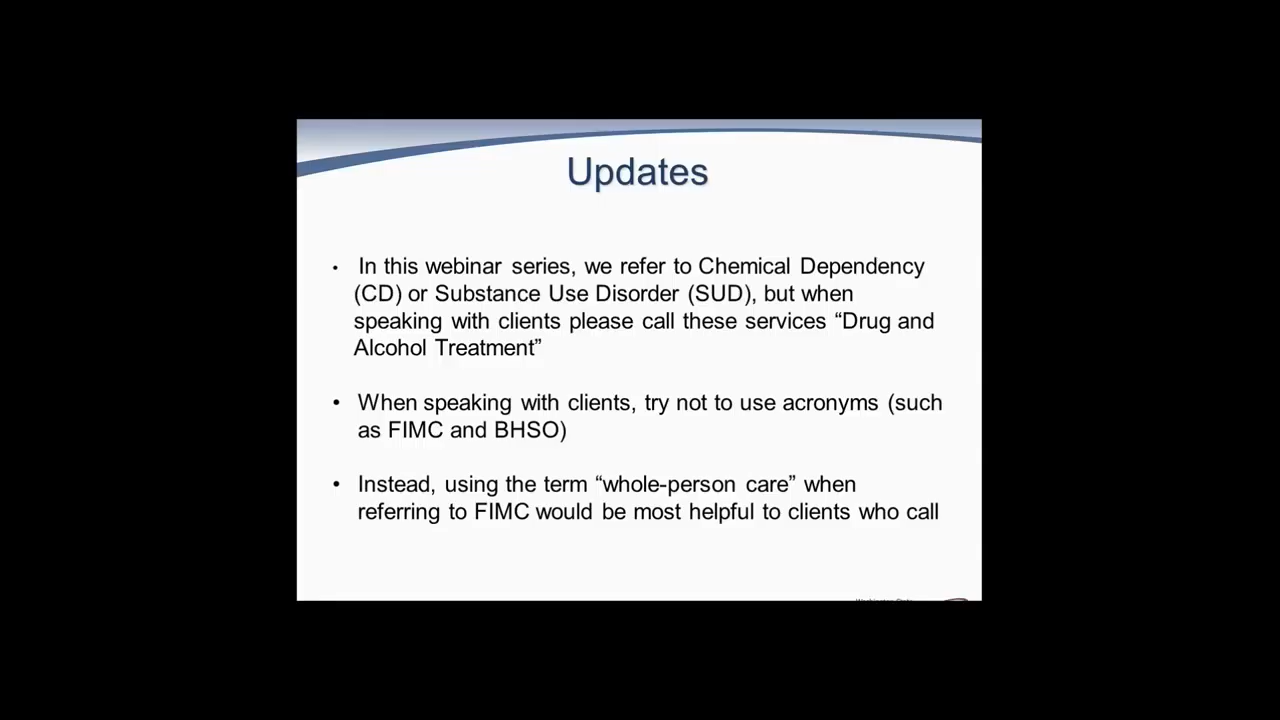 Updates
• In this webinar series, we refer to Chemical Dependency
(CD) or Substance Use Disorder (SUD), but when
speaking with clients please call these services “Drug and
Alcohol Treatment”
• When speaking with clients, try not to use acronyms (such
as FIMC and BHSO)
• Instead, using the term “whole-person care” when
referring to FIMC would be most helpful to clients who call